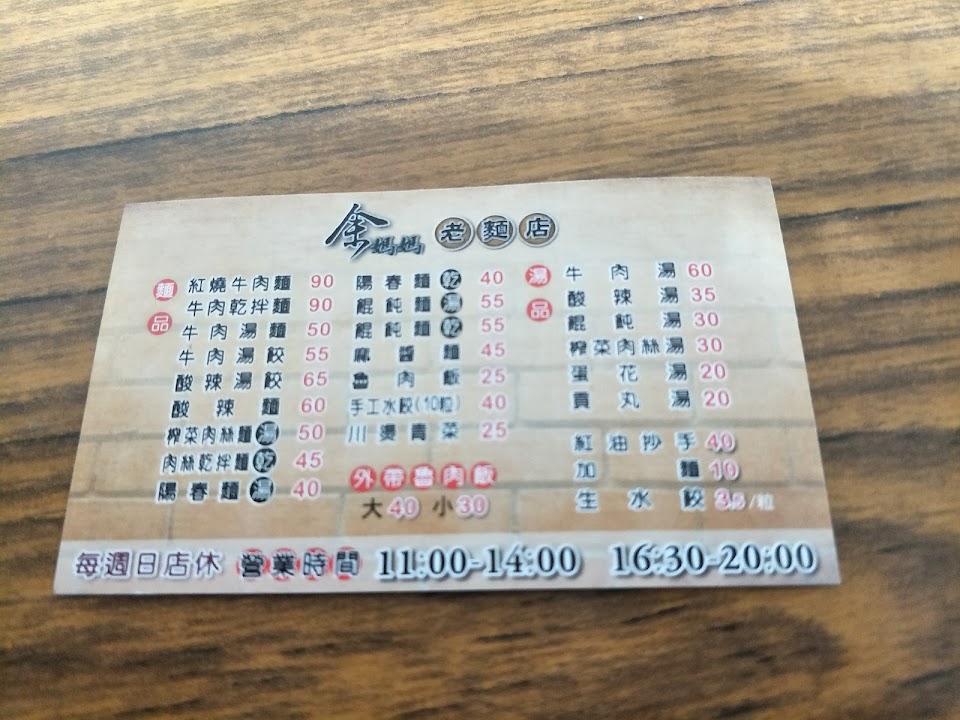 余媽媽 老麵店
麵品
紅燒牛肉麵 90
牛肉乾拌麵 90
牛肉湯麵 50
牛肉湯餃 55
酸辣湯餃 65
酸辣麵 60
榨菜肉絲麵湯 50
肉絲乾拌麵乾 45
陽春麵湯 40
陽春麵乾 40
餛飩麵湯 55
餛飩麵乾 55
麻醬麵 45
魯肉飯 25
手工水餃(10粒) 40
川燙青菜 25
外帶魯肉飯
大40 小30
湯品
牛肉湯 60
酸辣湯 35
餛飩湯 30
榨菜肉絲湯 30
蛋花湯 20
貢丸湯 20
紅油抄手 40
加麵 10
生水餃 /粒
每週日店休 營業時間 11:00-14:00 16:30-20:00